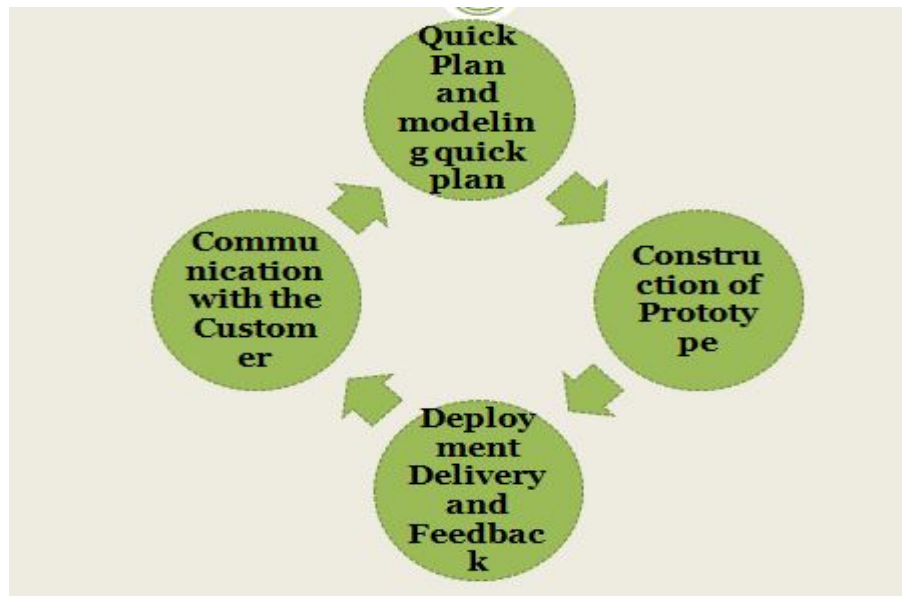 Quick
Plan
and
modelin
g quick
plan
Commu
nication
with the
Custom
er
Constru
ction of
Prototy
pe
Deploy
ment
Delivery
and
Feedbac
k